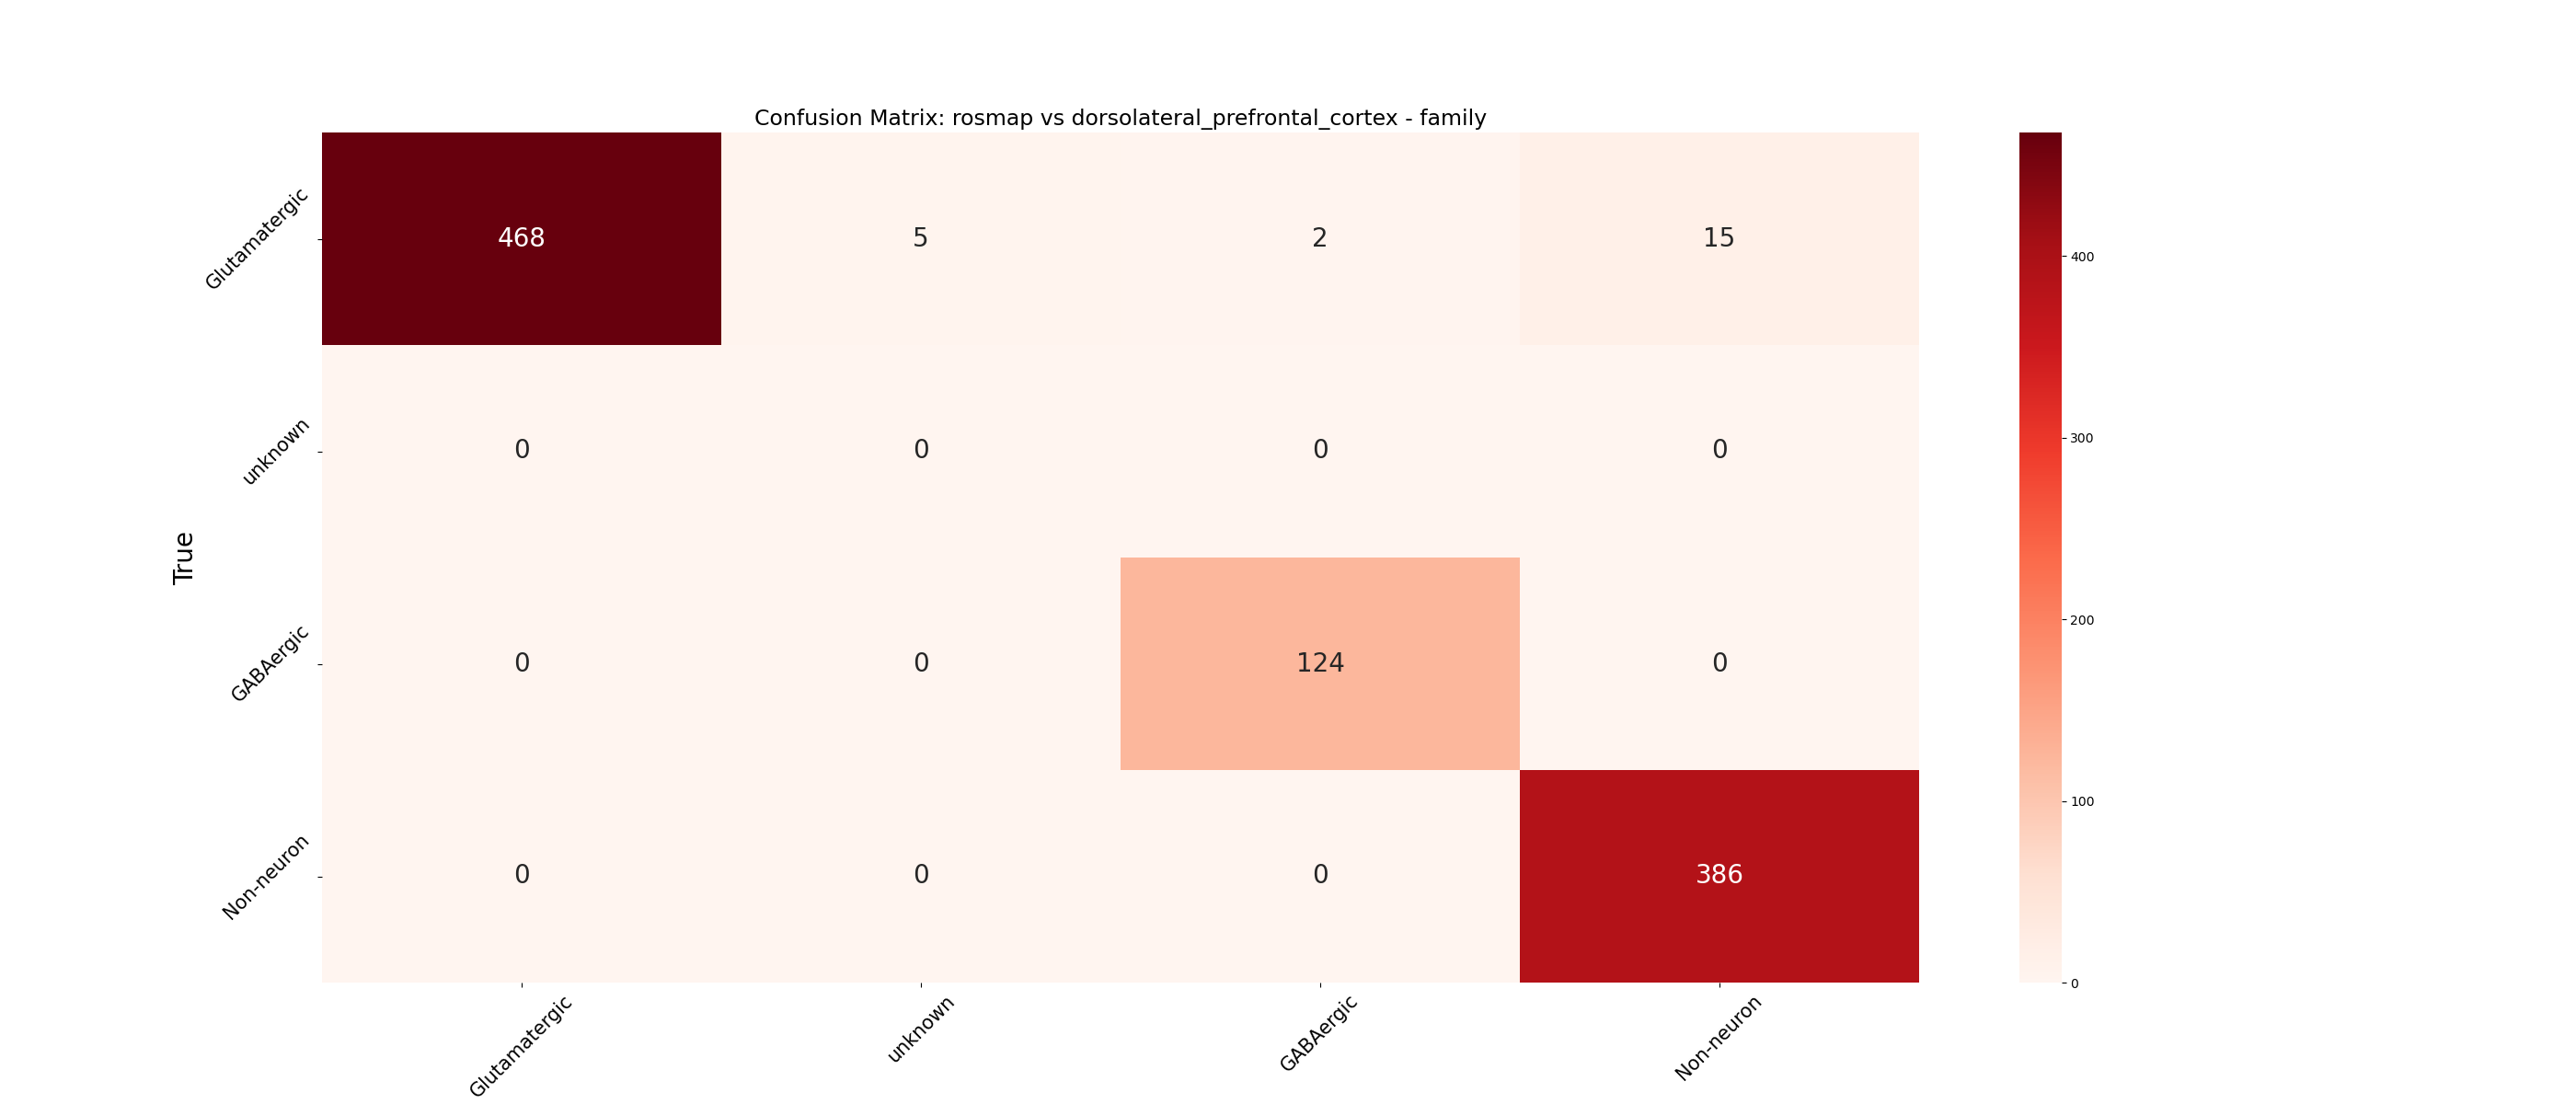 Confusion Matrix: rosmap vs dorsolateral_prefrontal_cortex - family
Glutamatergic 468 5 2 15
unknown 0 0 0 0
GABAergic 0 0 124 0
Non-neuron 0 0 0 386
True
Glutamatergic unknown GABAergic Non-neuron
400
300
200
100
0